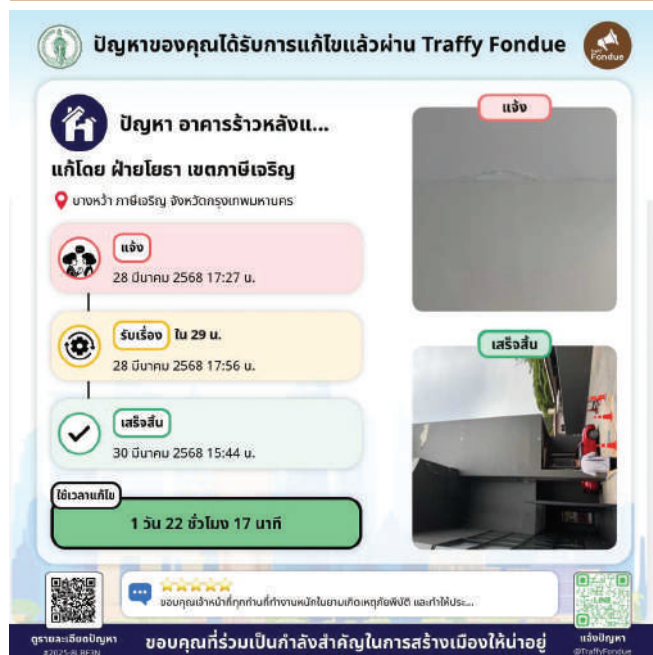 ปัญหาของคุณได้รับการแก้ไขแล้วผ่าน Traffy Fondue
Fondue
ปัญหา อาคารร้าวหลังแ...
แก้โดย ฝ่ายโยธา เขตภาษีเจริญ
บางหว้า ภาษีเจริญ จังหวัดกรุงเทพมหานคร
แจ้ง
28 มีนาคม 2568 17:27 น.
รับเรื่อง ใน 29 น.
28 มีนาคม 2568 17:56 น.
เสร็จสิ้น
30 มีนาคม 2568 15:44 น.
ใช้เวลาแก้ไข
1 วัน 22 ชั่วโมง 17 นาที
แจ้ง
เสร็จสิ้น
ขอบคุณเจ้าหน้าที่ทุกท่านที่ทำงานหนักในยามเกิดเหตุภัยพิบัติ และทำให้ประ...
LINE
ดูรายละเอียดปัญหา
ขอบคุณที่ร่วมเป็นกำลังสำคัญในการสร้างเมืองให้น่าอยู่
แจ้งปัญหา
@TraffyFondue